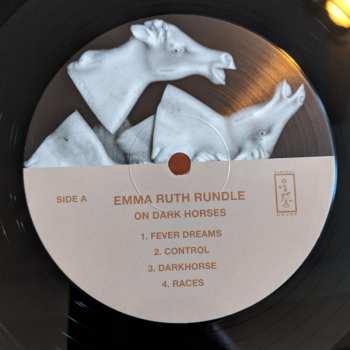 SIDE A
EMMA RUTH RUNDLE
ON DARK HORSES
1. FEVER DREAMS
2. CONTROL
3. DARKHORSE
4. RACES